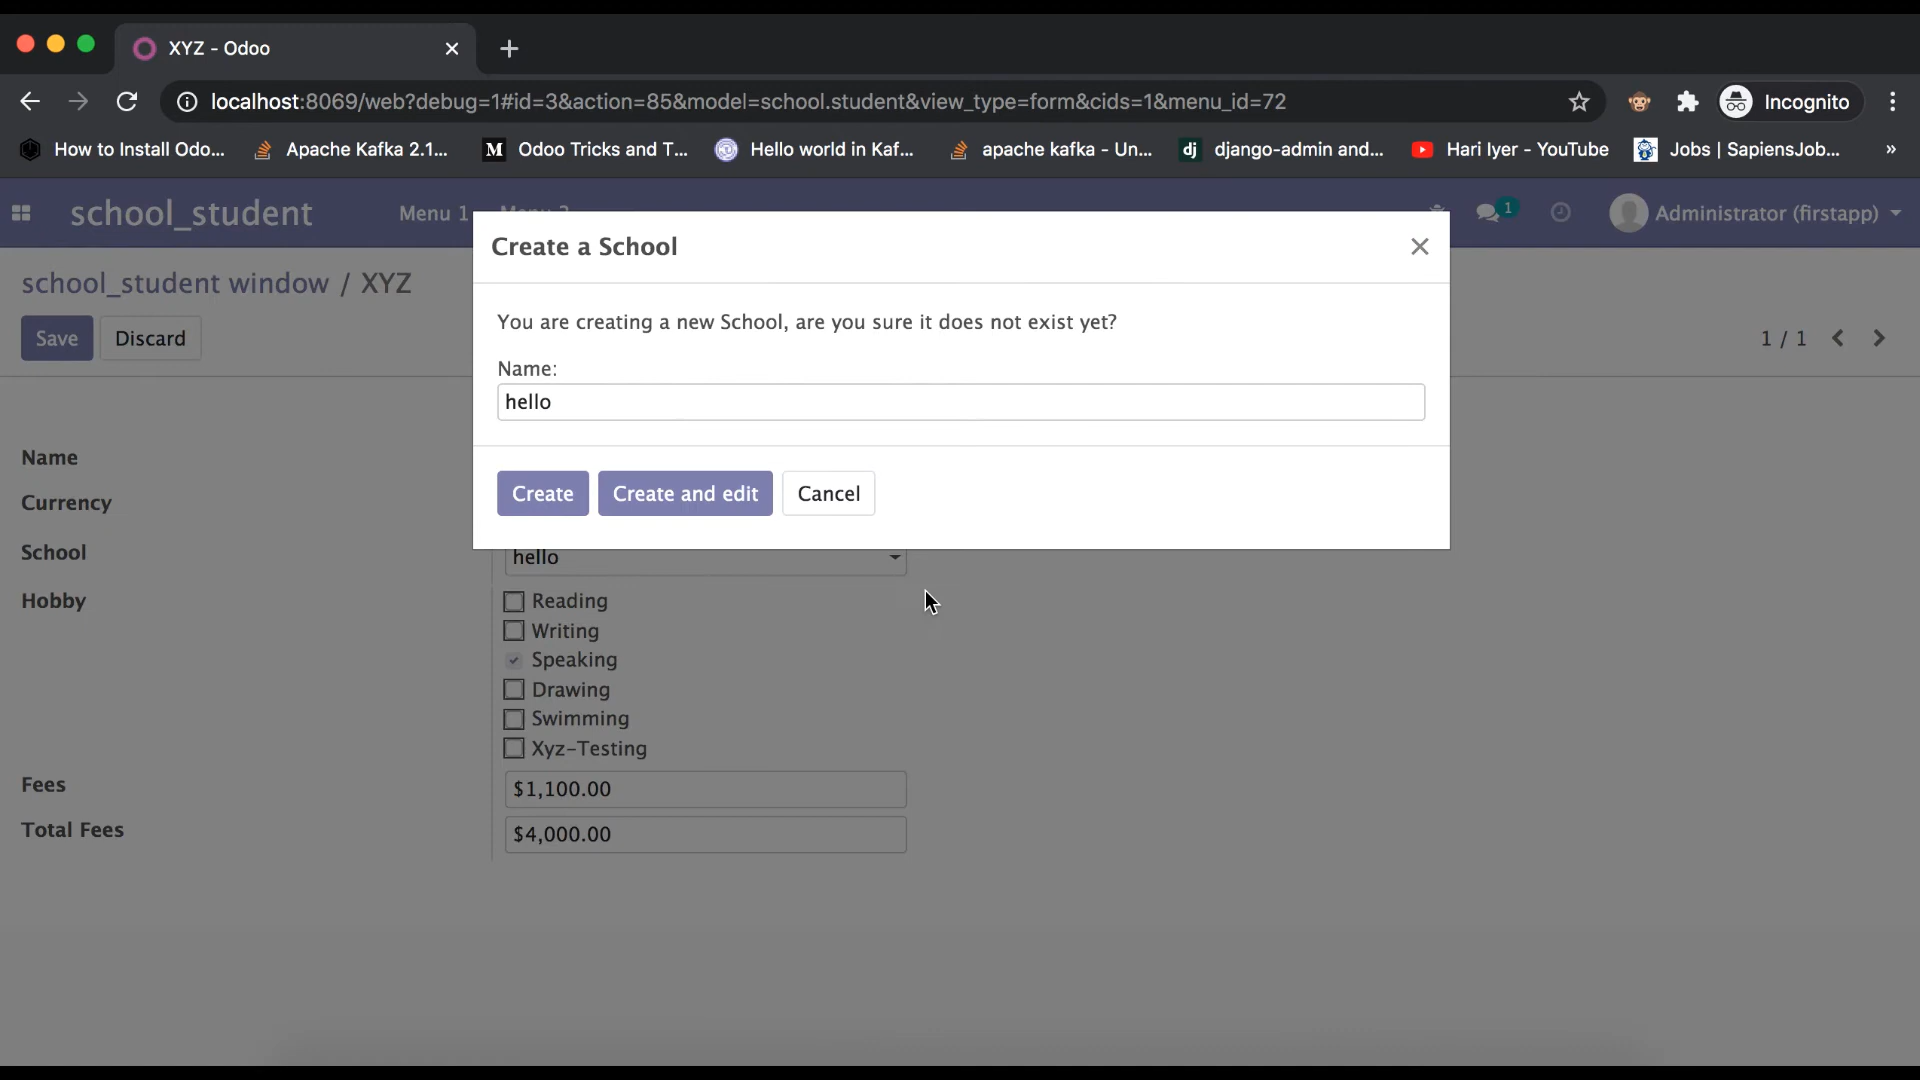 XYZ - Odoo
localhost:8069/web?debug=1#id=3&action=85&model=school.student&view_type=form&cids=1&menu_id=72
Incognito
How to Install Odo...
Apache Kafka 2.1...
M
Odoo Tricks and T...
Hello world in Kaf...
apache kafka - Un...
dj
django-admin and...
Hari Iyer - YouTube
Jobs | SapiensJob...
»
school_student
Menu 1
1
Administrator (firstapp)
school_student window / XYZ
Save
Discard
1 / 1
Create a School
You are creating a new School, are you sure it does not exist yet?
Name:
hello
Create
Create and edit
Cancel
Name
Currency
School
hello
Hobby
Reading
Writing
Speaking
Drawing
Swimming
Xyz-Testing
Fees
$1,100.00
Total Fees
$4,000.00